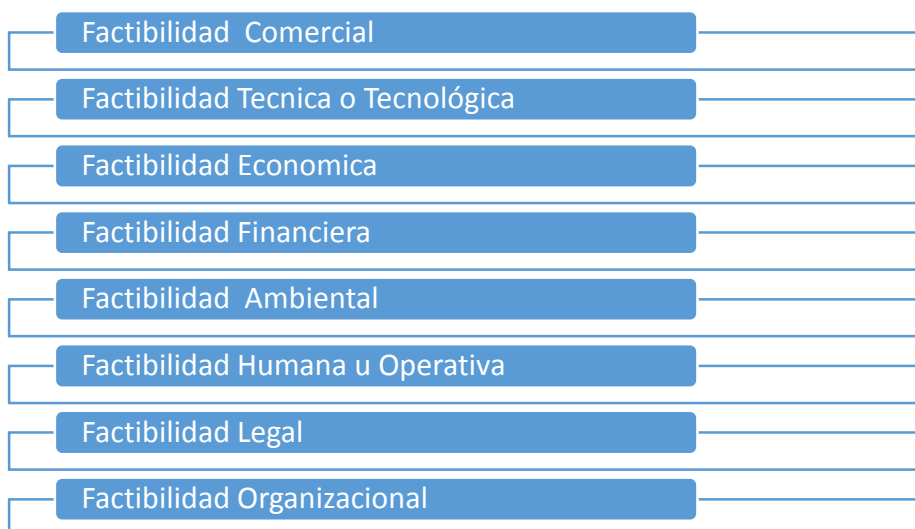 Factibilidad Comercial
Factibilidad Tecnica o Tecnológica
Factibilidad Economica
Factibilidad Financiera
Factibilidad Ambiental
Factibilidad Humana u Operativa
Factibilidad Legal
Factibilidad Organizacional